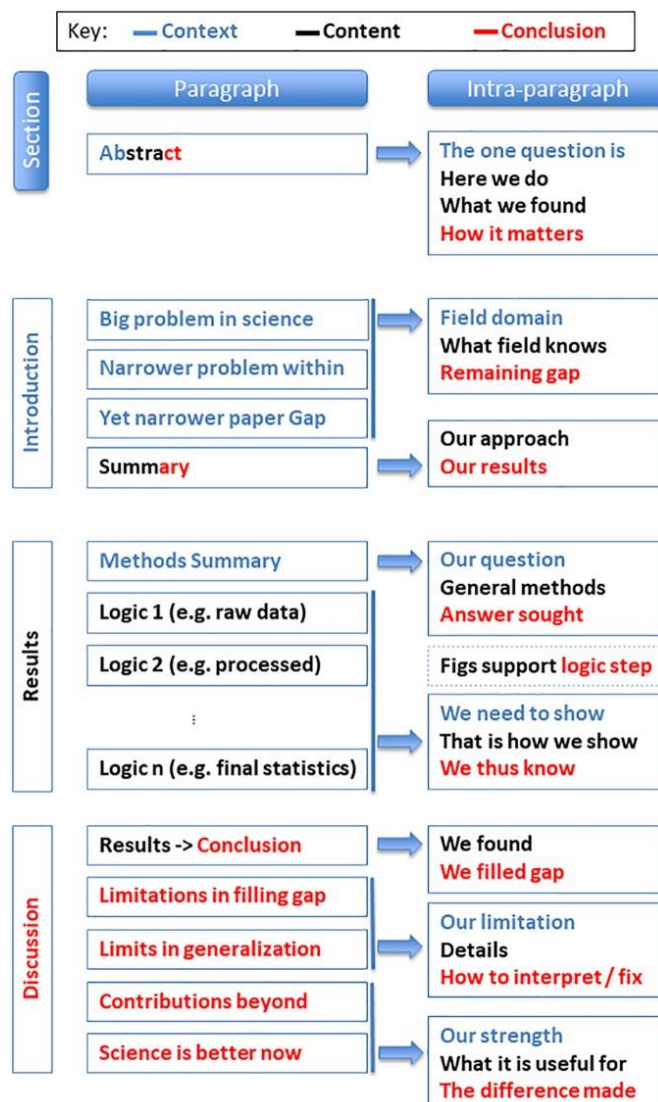 Key: Context Content Conclusion
Section
Paragraph
Intra-paragraph
Abstract
The one question is
Here we do
What we found
How it matters
Introduction
Big problem in science
Narrower problem within
Yet narrower paper Gap
Summary
Field domain
What field knows
Remaining gap
Our approach
Our results
Results
Methods Summary
Logic 1 (e.g. raw data)
Logic 2 (e.g. processed)
...
Logic n (e.g. final statistics)
Our question
General methods
Answer sought
Figs support logic step
We need to show
That is how we show
We thus know
Discussion
Results -> Conclusion
Limitations in filling gap
Limits in generalization
Contributions beyond
Science is better now
We found
We filled gap
Our limitation
Details
How to interpret / fix
Our strength
What it is useful for
The difference made